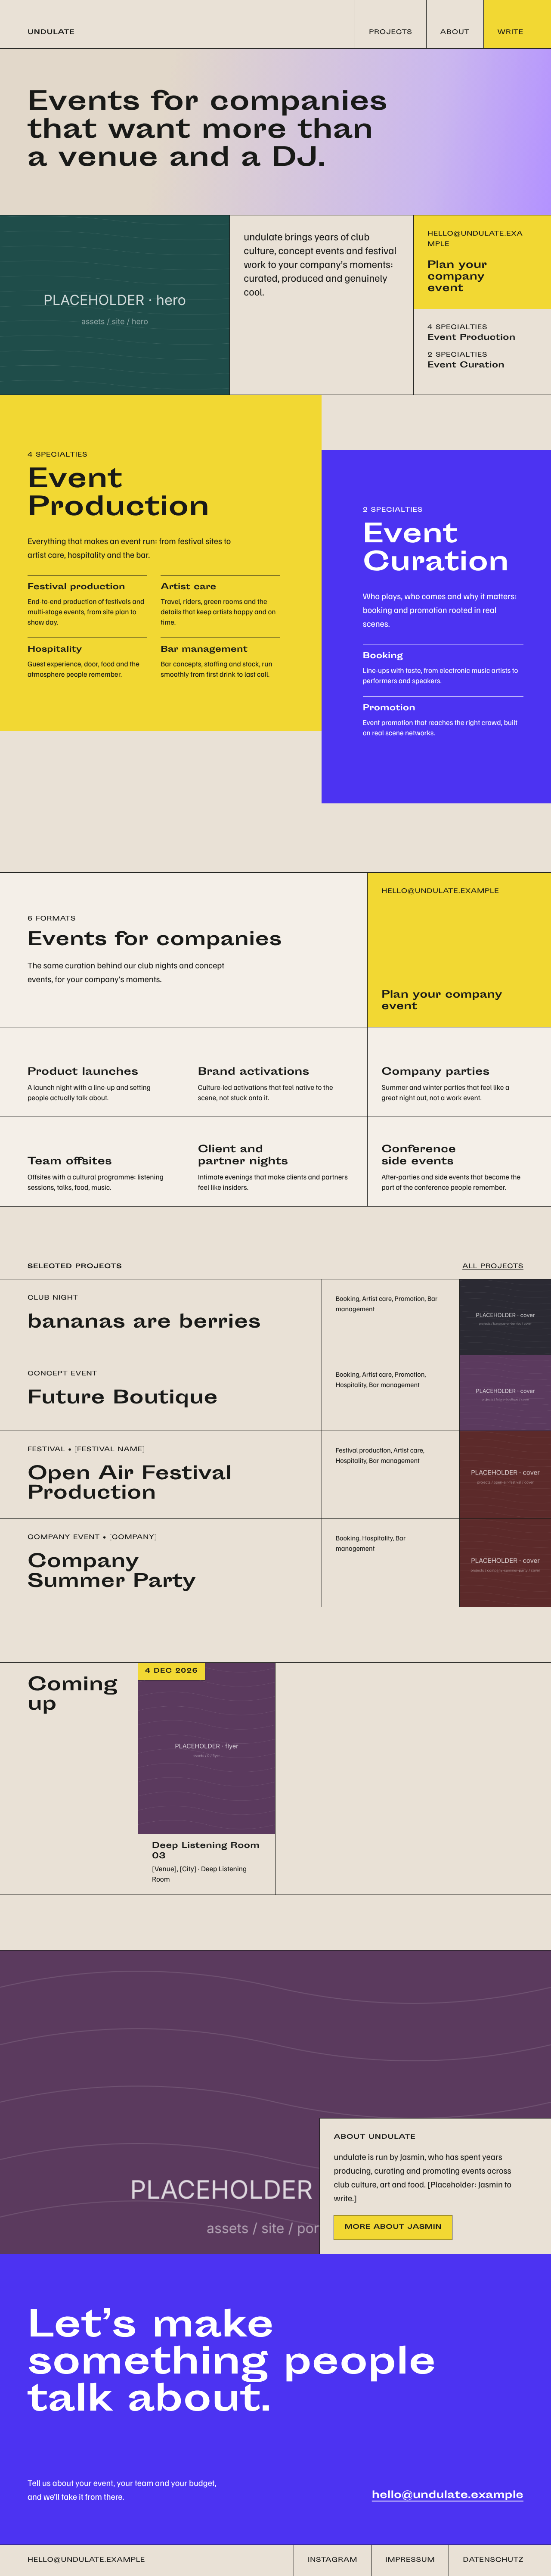 UNDULATE
PROJECTS
ABOUT
WRITE
Events for companies
that want more than
a venue and a DJ.
PLACEHOLDER · hero
assets / site / hero
undulate brings years of club
culture, concept events and festival
work to your company's moments:
curated, produced and genuinely
cool.
HELLO@UNDULATE.EXA
MPLE
Plan your
company
event
4 SPECIALTIES
Event Production
2 SPECIALTIES
Event Curation
4 SPECIALTIES
Event
Production
Everything that makes an event run: from festival sites to
artist care, hospitality and the bar.
Festival production
End-to-end production of festivals and
multi-stage events, from site plan to
show day.
Artist care
Travel, riders, green rooms and the
details that keep artists happy and on
time.
Hospitality
Guest experience, door, food and the
atmosphere people remember.
Bar management
Bar concepts, staffing and stock, run
smoothly from first drink to last call.
2 SPECIALTIES
Event
Curation
Who plays, who comes and why it matters:
booking and promotion rooted in real
scenes.
Booking
Line-ups with taste, from electronic music artists to
performers and speakers.
Promotion
Event promotion that reaches the right crowd, built
on real scene networks.
6 FORMATS
Events for companies
The same curation behind our club nights and concept
events, for your company's moments.
HELLO@UNDULATE.EXAMPLE
Plan your company
event
Product launches
A launch night with a line-up and setting
people actually talk about.
Brand activations
Culture-led activations that feel native to the
scene, not stuck onto it.
Company parties
Summer and winter parties that feel like a
great night out, not a work event.
Team offsites
Offsites with a cultural programme: listening
sessions, talks, food, music.
Client and
partner nights
Intimate evenings that make clients and partners
feel like insiders.
Conference
side events
After-parties and side events that become the
part of the conference people remember.
SELECTED PROJECTS
ALL PROJECTS
CLUB NIGHT
bananas are berries
Booking, Artist care, Promotion, Bar
management
PLACEHOLDER · cover
CONCEPT EVENT
Future Boutique
Booking, Artist care, Promotion,
Hospitality, Bar management
PLACEHOLDER · cover
FESTIVAL • [FESTIVAL NAME]
Open Air Festival
Production
Festival production, Artist care,
Hospitality, Bar management
PLACEHOLDER · cover
COMPANY EVENT • [COMPANY]
Company
Summer Party
Booking, Hospitality, Bar
management
PLACEHOLDER · cover
Coming
up
4 DEC 2026
PLACEHOLDER · flyer
Deep Listening Room
03
[Venue], [City] · Deep Listening
Room
PLACEHOLDER
assets / site / por
ABOUT UNDULATE
undulate is run by Jasmin, who has spent years
producing, curating and promoting events across
club culture, art and food. [Placeholder: Jasmin to
write.]
MORE ABOUT JASMIN
Let's make
something people
talk about.
Tell us about your event, your team and your budget,
and we'll take it from there.
hello@undulate.example
HELLO@UNDULATE.EXAMPLE
INSTAGRAM
IMPRESSUM
DATENSCHUTZ